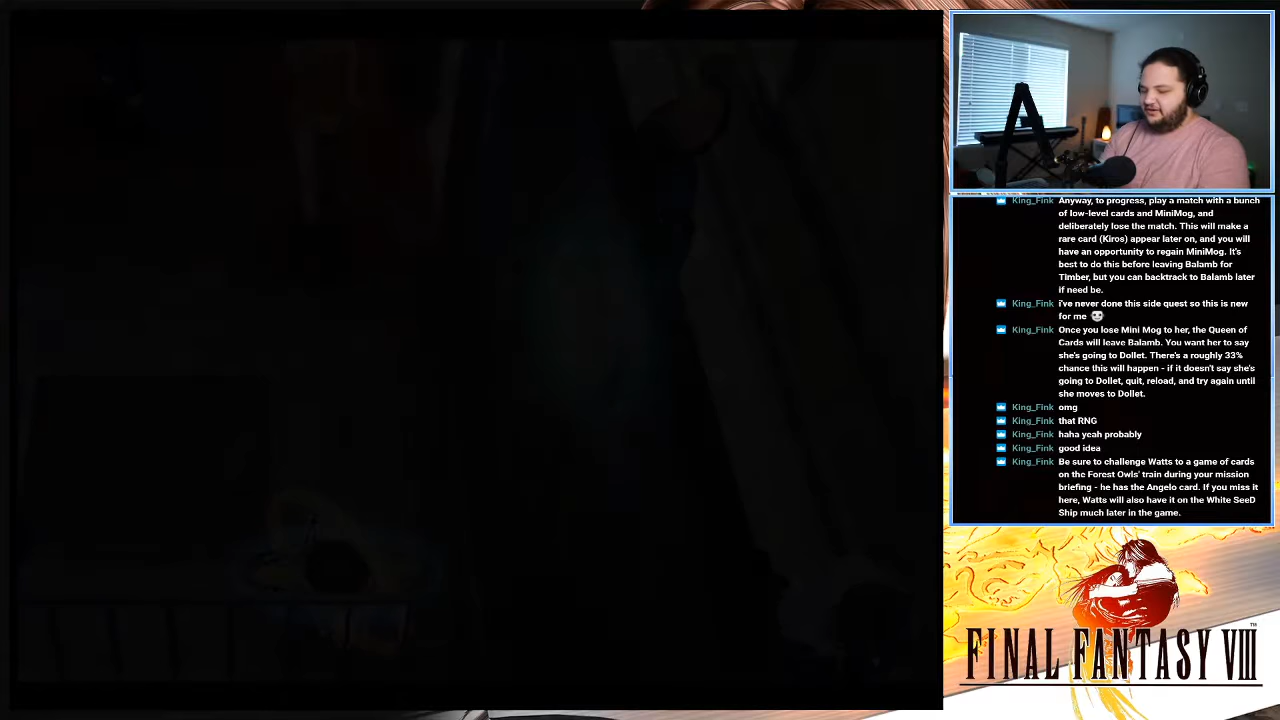 King_Fink Anyway, to progress, play a match with a bunch
of low-level cards and MiniMog, and
deliberately lose the match. This will make a
rare card (Kiros) appear later on, and you will
have an opportunity to regain MiniMog. It's
best to do this before leaving Balamb for
Timber, but you can backtrack to Balamb later
if need be.
King_Fink i've never done this side quest so this is new
for me
King_Fink Once you lose Mini Mog to her, the Queen of
Cards will leave Balamb. You want her to say
she's going to Dollet. There's a roughly 33%
chance this will happen - if it doesn't say she's
going to Dollet, quit, reload, and try again until
she moves to Dollet.
King_Fink omg
King_Fink that RNG
King_Fink haha yeah probably
King_Fink good idea
King_Fink Be sure to challenge Watts to a game of cards
on the Forest Owls' train during your mission
briefing - he has the Angelo card. If you miss it
here, Watts will also have it on the White SeeD
Ship much later in the game.
FINAL FANTASY VIII
TM